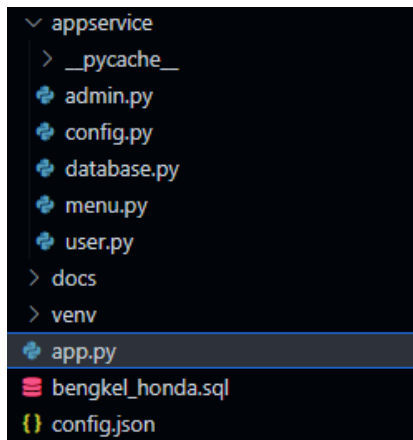 appservice
__pycache__
admin.py
config.py
database.py
menu.py
user.py
docs
venv
app.py
bengkel_honda.sql
{} config.json